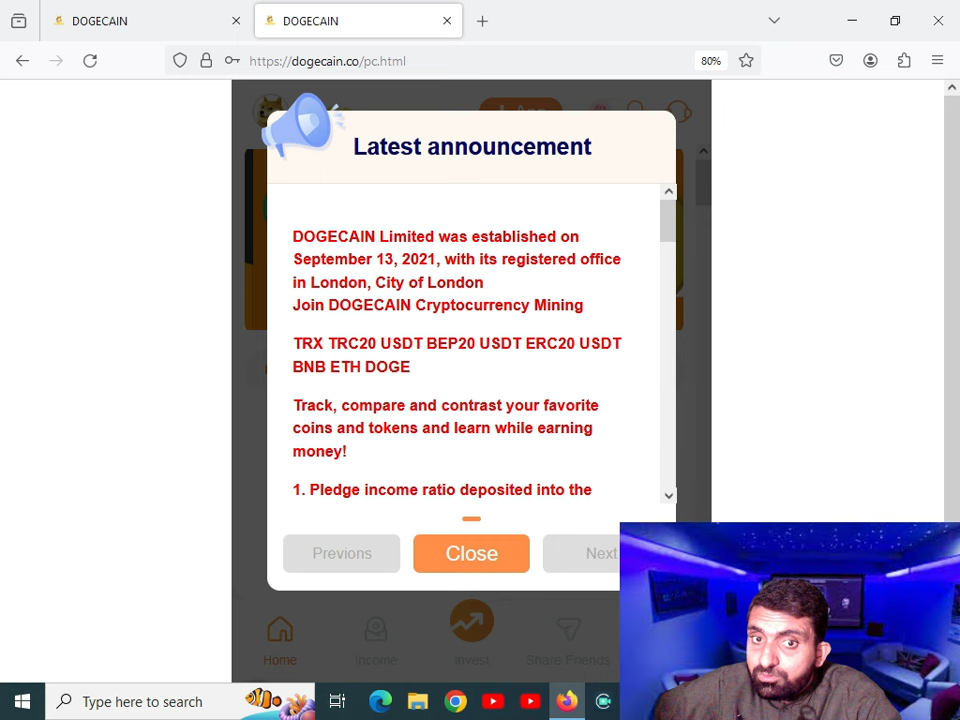 DOGECAIN
DOGECAIN
https://dogecain.co/pc.html
80%
Latest announcement
DOGECAIN Limited was established on
September 13, 2021, with its registered office
in London, City of London
Join DOGECAIN Cryptocurrency Mining
TRX TRC20 USDT BEP20 USDT ERC20 USDT
BNB ETH DOGE
Track, compare and contrast your favorite
coins and tokens and learn while earning
money!
1. Pledge income ratio deposited into the
Previons
Close
Next
Home
Income
Invest
Share Friends
Type here to search